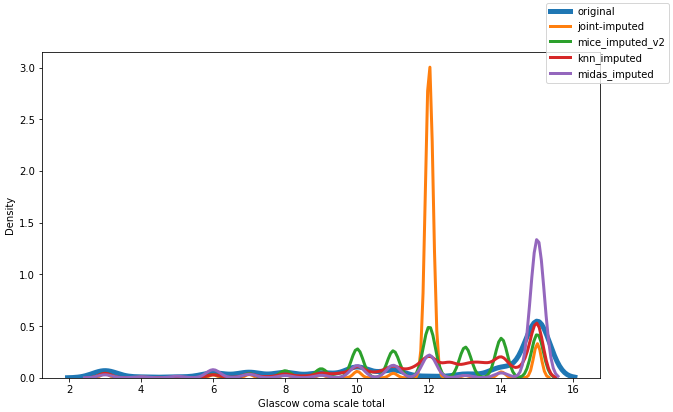 original
joint-imputed
mice_imputed_v2
knn_imputed
midas_imputed
3.0
2.5
2.0
1.5
1.0
0.5
0.0
Density
2 4 6 8 10 12 14 16
Glascow coma scale total